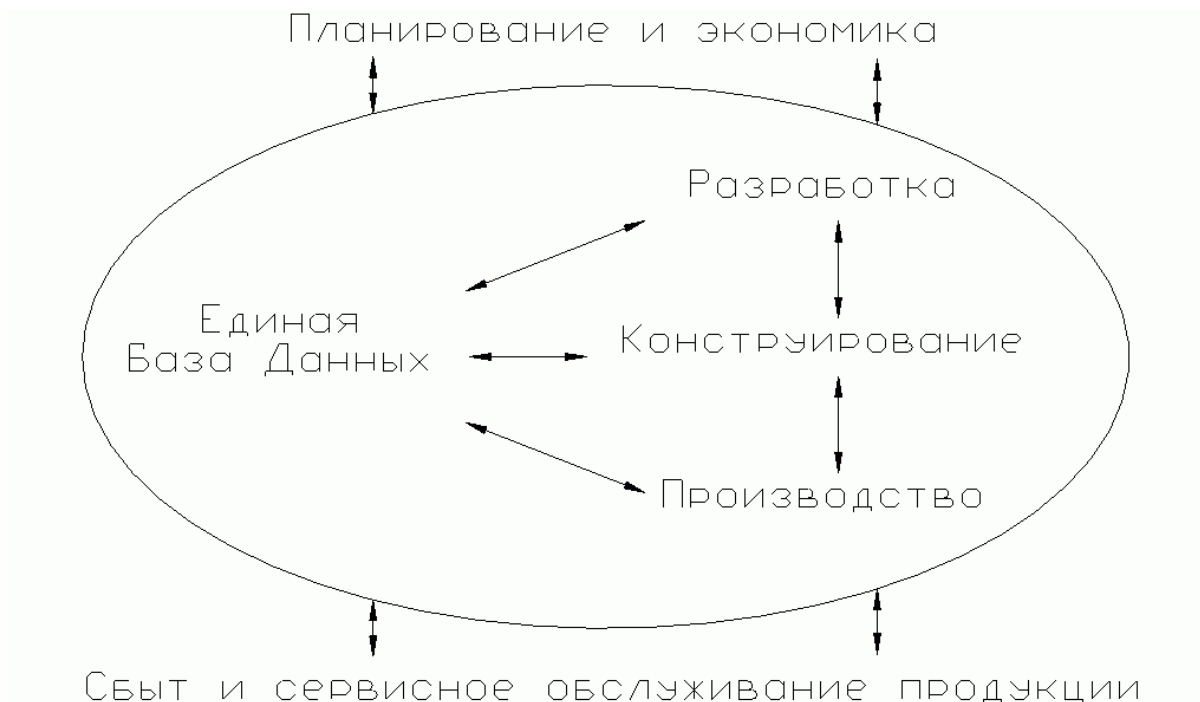 Планирование и экономика
Разработка
Единая
База Данных
Конструирование
Производство
Сбыт и сервисное обслуживание продукции